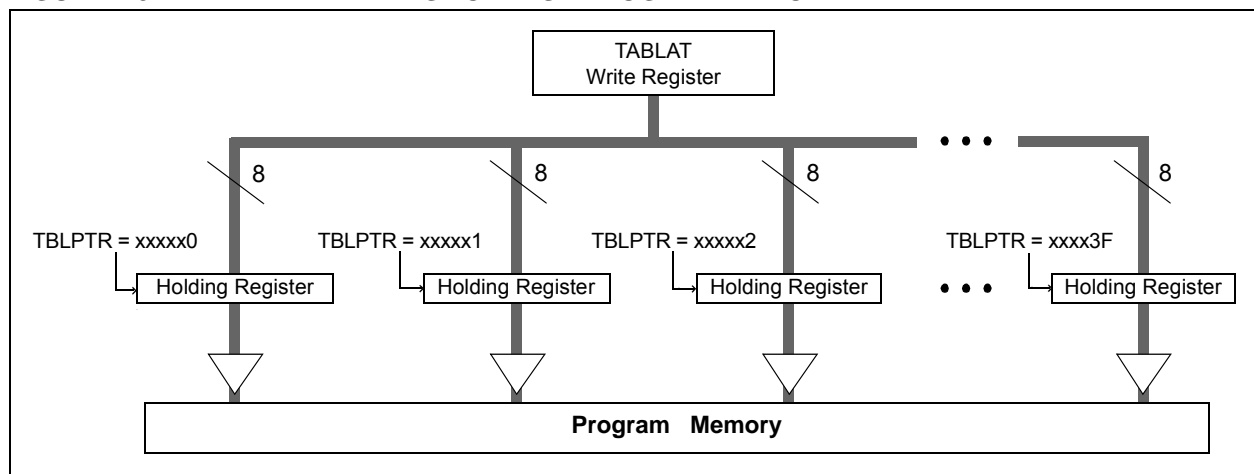 TABLAT
Write Register
8 8 8 • • • 8
TBLPTR = xxxxx0 TBLPTR = xxxxx1 TBLPTR = xxxxx2 TBLPTR = xxxx3F
Holding Register Holding Register Holding Register • • • Holding Register
Program Memory